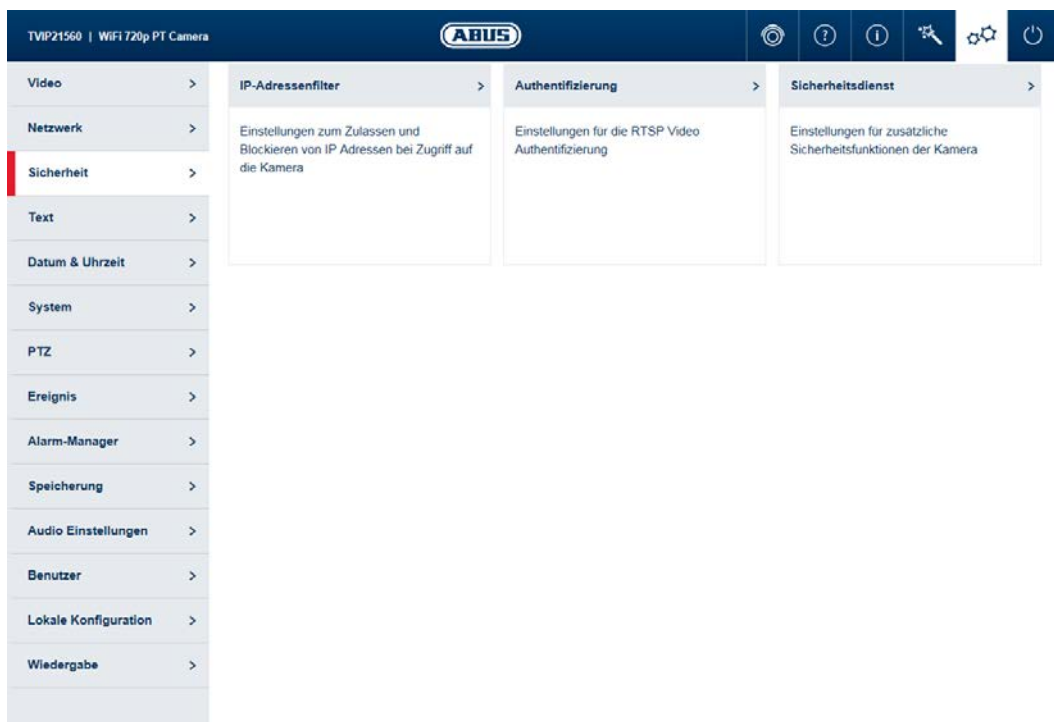 TVIP21560 | WiFi 720p PT Camera
ABUS
Video
Netzwerk
Sicherheit
Text
Datum & Uhrzeit
System
PTZ
Ereignis
Alarm-Manager
Speicherung
Audio Einstellungen
Benutzer
Lokale Konfiguration
Wiedergabe
IP-Adressenfilter
Einstellungen zum Zulassen und
Blockieren von IP Adressen bei Zugriff auf
die Kamera
Authentifizierung
Einstellungen für die RTSP Video
Authentifizierung
Sicherheitsdienst
Einstellungen für zusätzliche
Sicherheitsfunktionen der Kamera